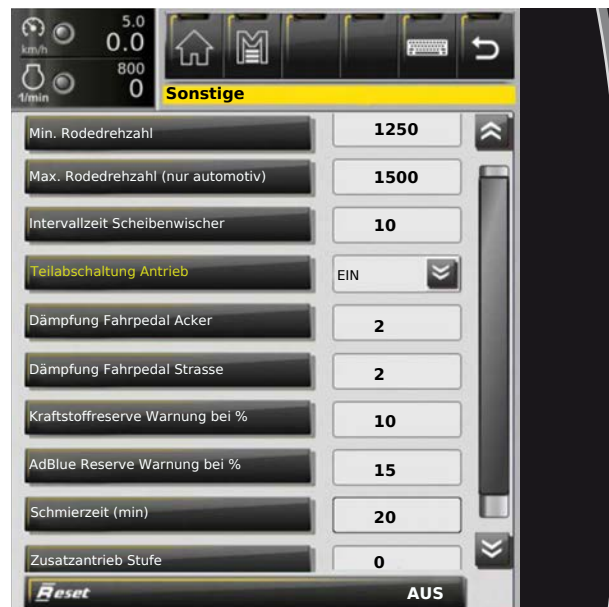 5.0
km/h 0.0
800
1/min 0
Sonstige
Min. Rodedrehzahl 1250
Max. Rodedrehzahl (nur automotiv) 1500
Intervallzeit Scheibenwischer 10
Teilabschaltung Antrieb EIN
Dämpfung Fahrpedal Acker 2
Dämpfung Fahrpedal Strasse 2
Kraftstoffreserve Warnung bei % 10
AdBlue Reserve Warnung bei % 15
Schmierzeit (min) 20
Zusatzantrieb Stufe 0
Reset AUS